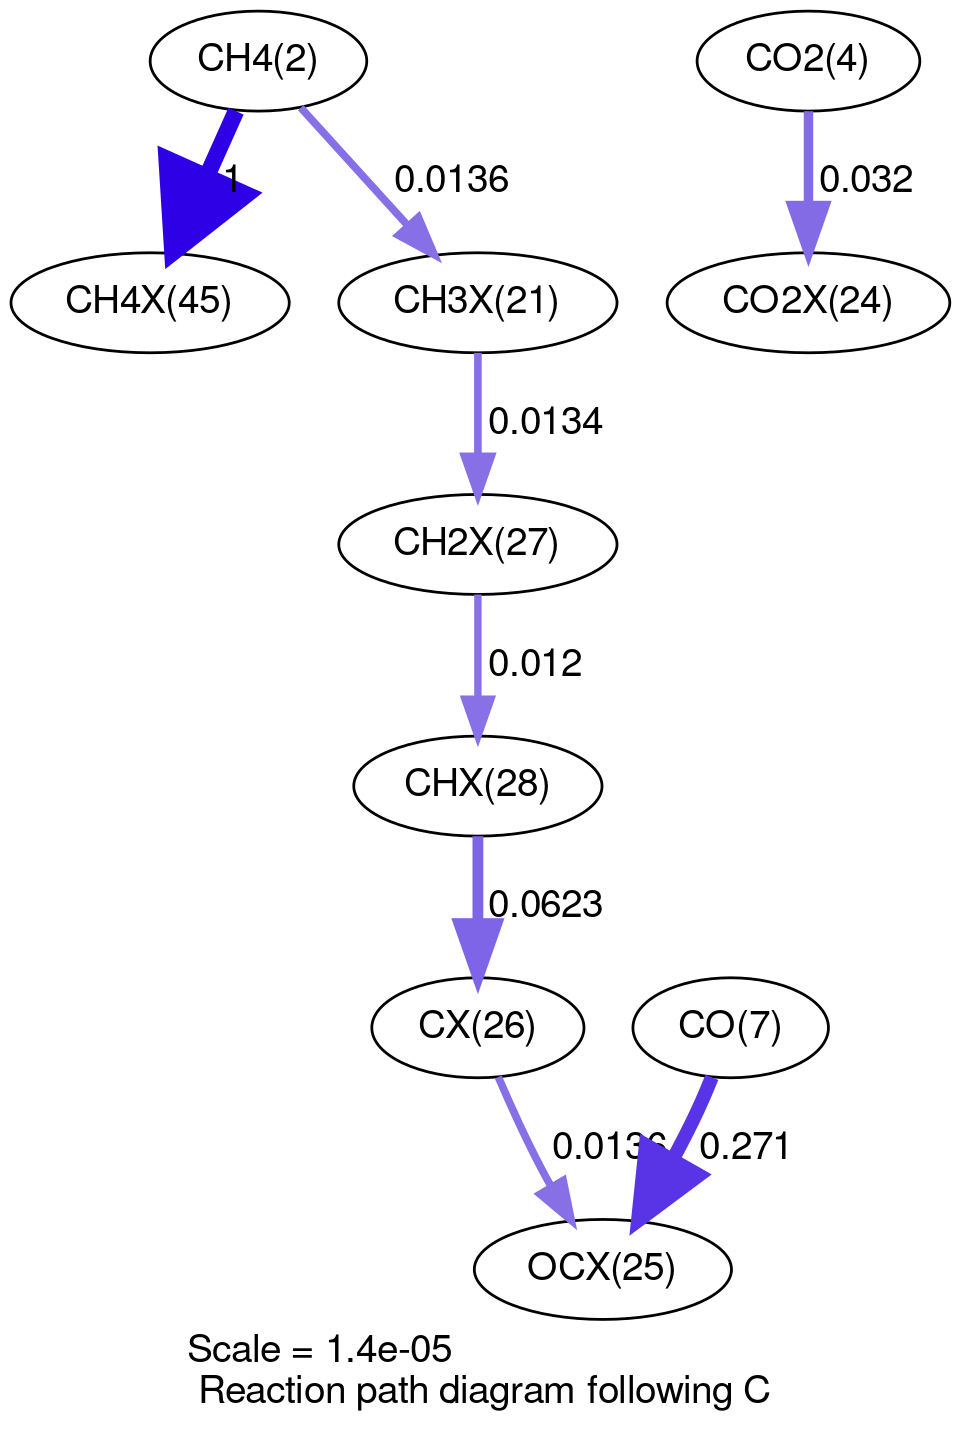 CH4(2)
CO2(4)
1
0.0136
0.032
CH4X(45)
CH3X(21)
CO2X(24)
0.0134
CH2X(27)
0.012
CHX(28)
0.0623
CX(26)
CO(7)
0.0136
0.271
OCX(25)
Scale = 1.4e-05
Reaction path diagram following C